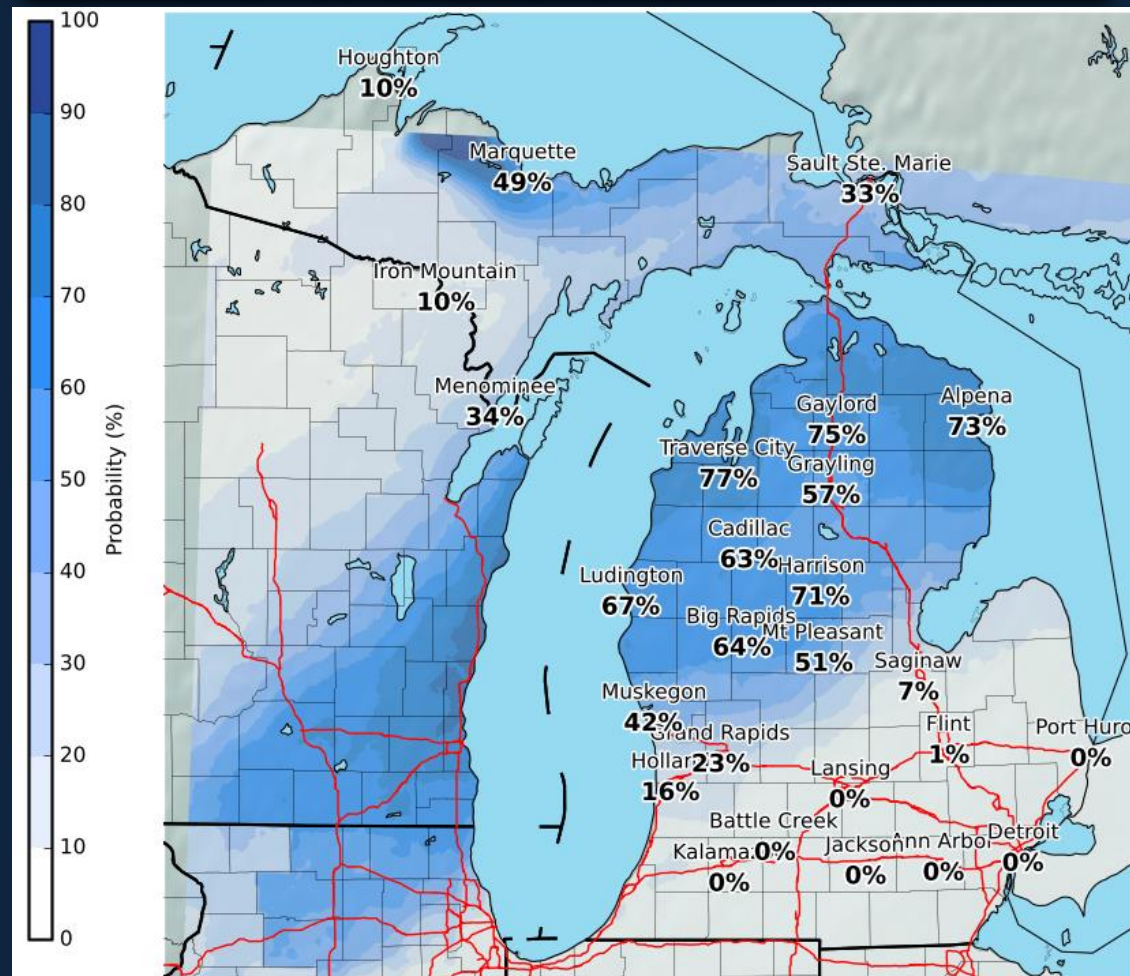 100
90
80
70
60
50
40
30
20
10
0
Probability (%)
Houghton
10%
Marquette
49%
Sault Ste. Marie
33%
Iron Mountain
10%
Menominee
34%
Gaylord
75%
Alpena
73%
Traverse City
77%
Grayling
57%
Cadillac
63%
Harrison
71%
Ludington
67%
Big Rapids
64%
Mt Pleasant
51%
Saginaw
7%
Muskegon
42%
Grand Rapids
23%
Flint
1%
Port Huro
0%
Hollan
16%
Lansing
0%
Battle Creek
0%
Kalama
0%
Jackson
0%
Ann Arbor
0%
Detroit
0%